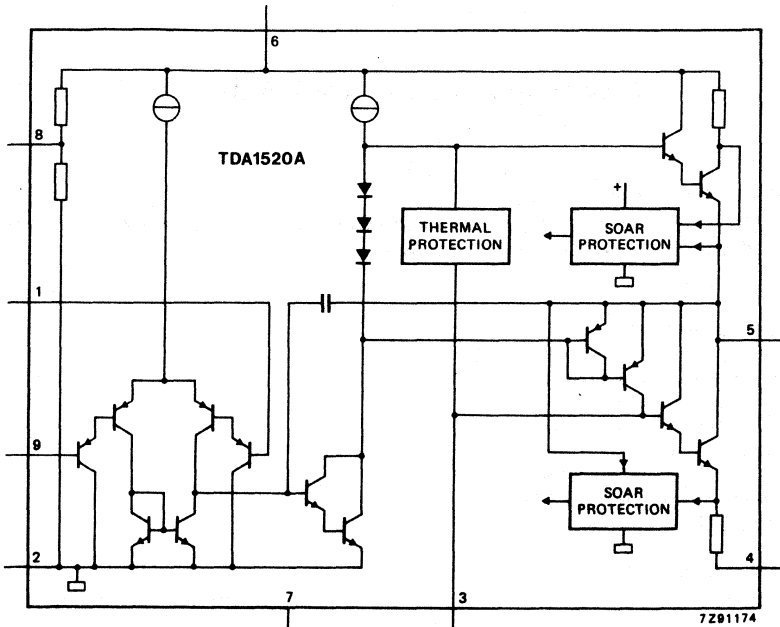 6
8
TDA1520A
+
THERMAL
PROTECTION
SOAR
PROTECTION
1
5
9
SOAR
PROTECTION
2
4
7
3
7Z91174